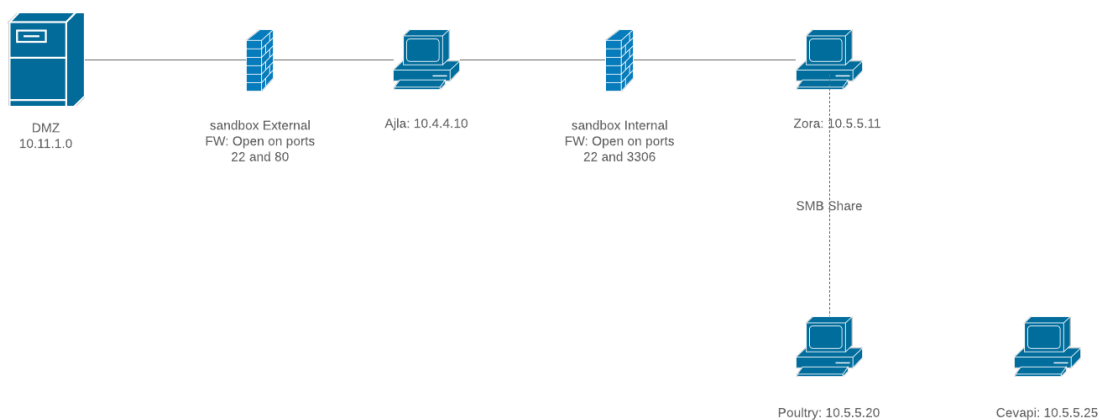 DMZ
10.11.1.0
sandbox External
FW: Open on ports
22 and 80
Ajla: 10.4.4.10
sandbox Internal
FW: Open on ports
22 and 3306
Zora: 10.5.5.11
SMB Share
Poultry: 10.5.5.20
Cevapi: 10.5.5.25